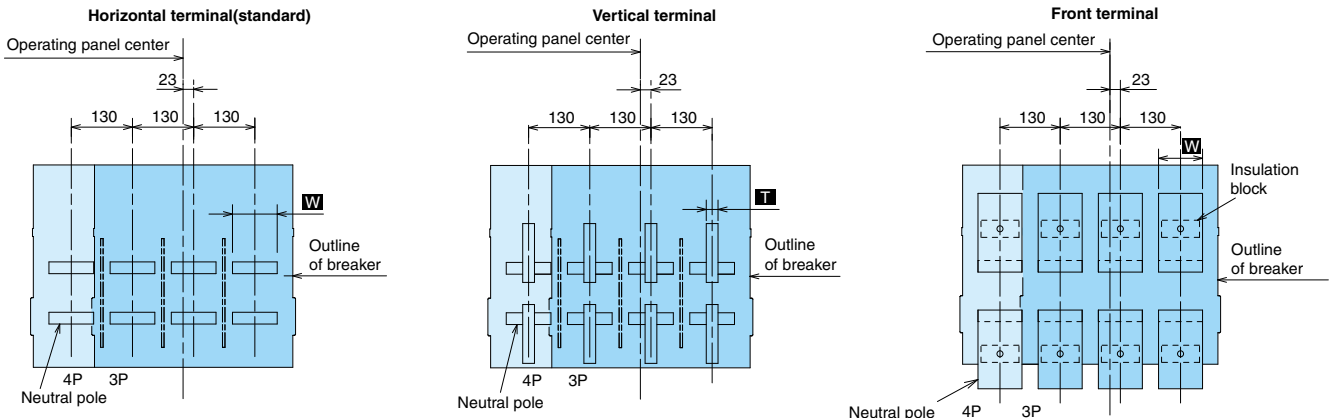 Horizontal terminal(standard)
Operating panel center
23
130 130 130
W
Outline
of breaker
4P 3P
Neutral pole
Vertical terminal
Operating panel center
23
130 130 130
T
Outline
of breaker
4P 3P
Neutral pole
Front terminal
Operating panel center
23
130 130 130
W
Insulation
block
Outline
of breaker
Neutral pole 4P 3P